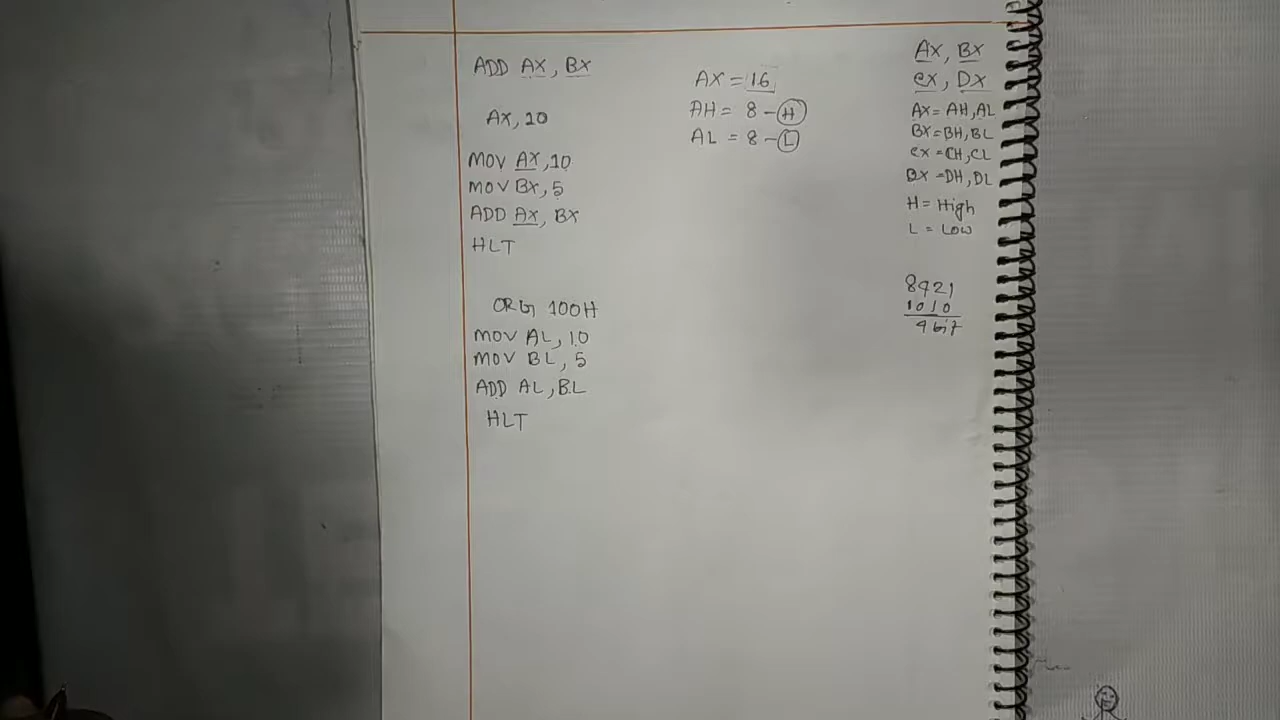 ADD AX, BX
AX, 10
MOV AX, 10
MOV BX, 5
ADD AX, BX
HLT
ORG 100H
MOV AL, 10
MOV BL, 5
ADD AL, BL
HLT
AX = 16
AH = 8 - H
AL = 8 - L
AX, BX
CX, DX
AX = AH, AL
BX = BH, BL
CX = CH, CL
DX = DH, DL
H = High
L = Low
8421
1010
4 bit